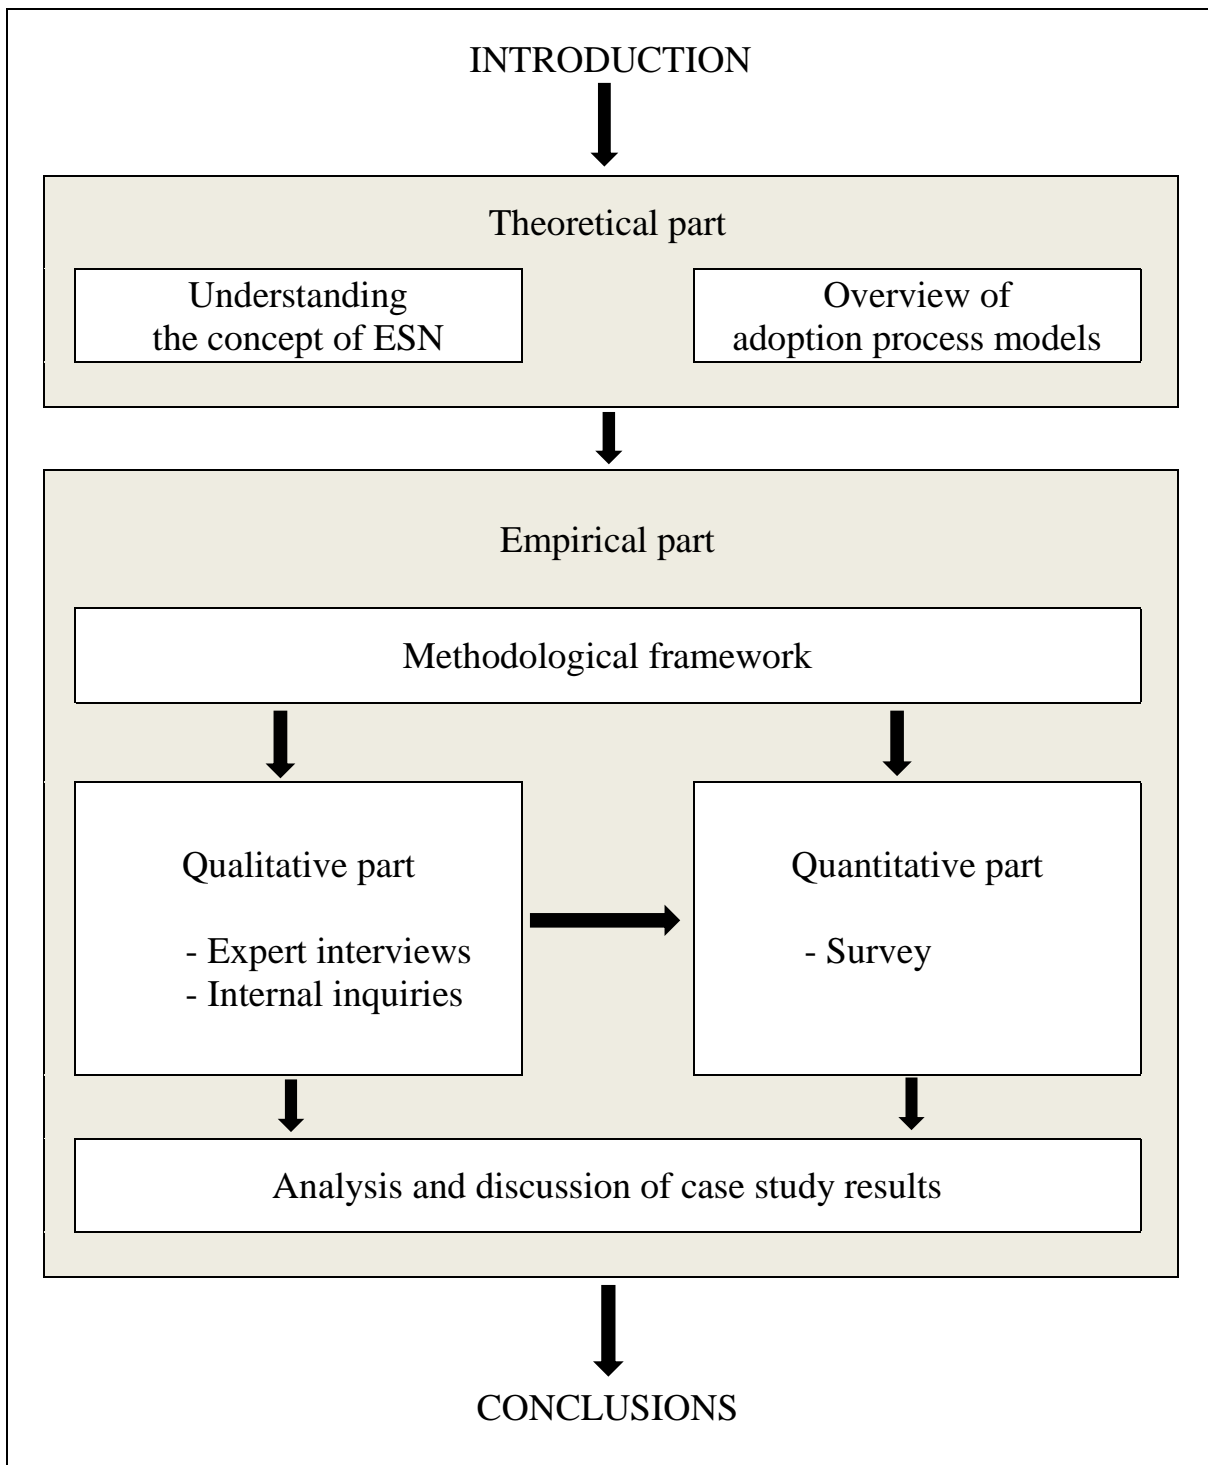 INTRODUCTION
Theoretical part
Understanding
the concept of ESN
Overview of
adoption process models
Empirical part
Methodological framework
Qualitative part
- Expert interviews
- Internal inquiries
Quantitative part
- Survey
Analysis and discussion of case study results
CONCLUSIONS